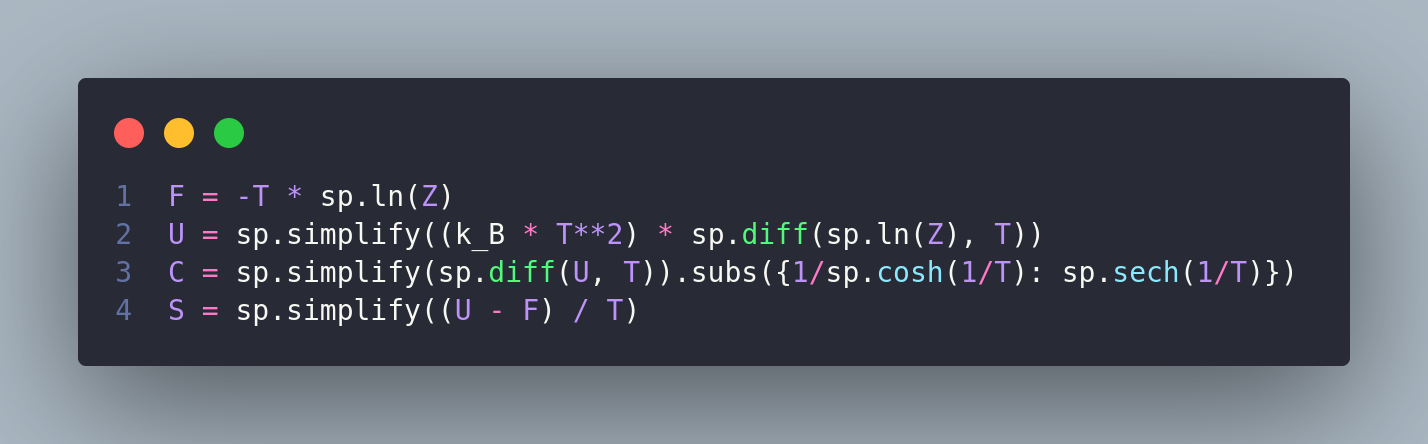 1 F = -T * sp.ln(Z)
2 U = sp.simplify((k_B * T**2) * sp.diff(sp.ln(Z), T))
3 C = sp.simplify(sp.diff(U, T)).subs({1/sp.cosh(1/T): sp.sech(1/T)})
4 S = sp.simplify((U - F) / T)